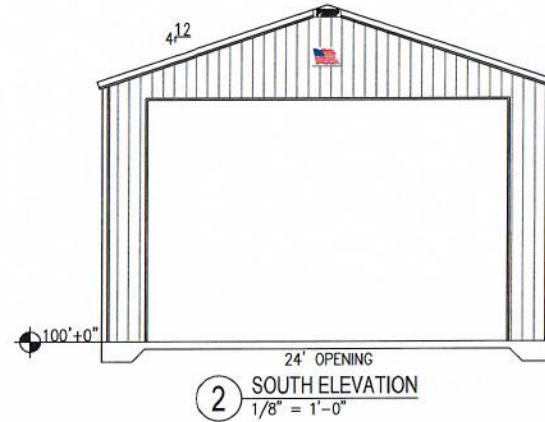 4,12
100'+0"
24' OPENING
2 SOUTH ELEVATION
1/8" = 1'-0"